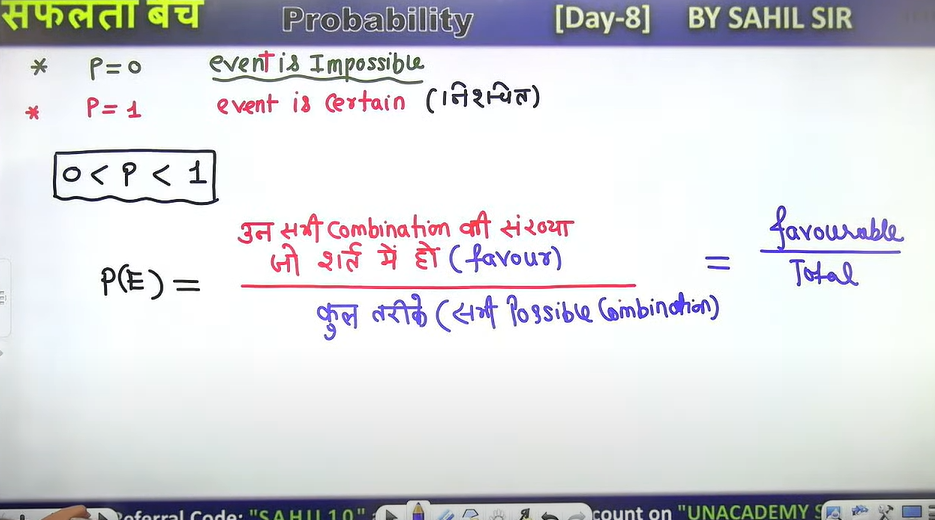 सफलता बैच Probability [Day-8] BY SAHIL SIR
* P=0 event is Impossible
* P=1 event is Certain (निश्चित)
0 < P < 1
उन सभी Combination की संख्या
जो शर्त में हो (favour)
P(E) = = favourable
Total
कुल तरीके (सभी Possible Combination)
Referral Code: "SAHIL10" count on "UNACADEMY S